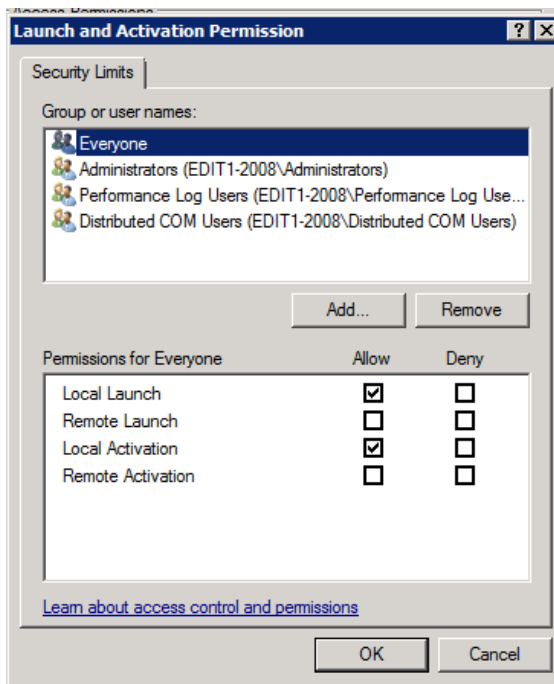 Launch and Activation Permission
Security Limits
Group or user names:
Everyone
Administrators (EDIT1-2008\Administrators)
Performance Log Users (EDIT1-2008\Performance Log Use...
Distributed COM Users (EDIT1-2008\Distributed COM Users)
Add... Remove
Permissions for Everyone Allow Deny
Local Launch
Remote Launch
Local Activation
Remote Activation
Learn about access control and permissions
OK Cancel